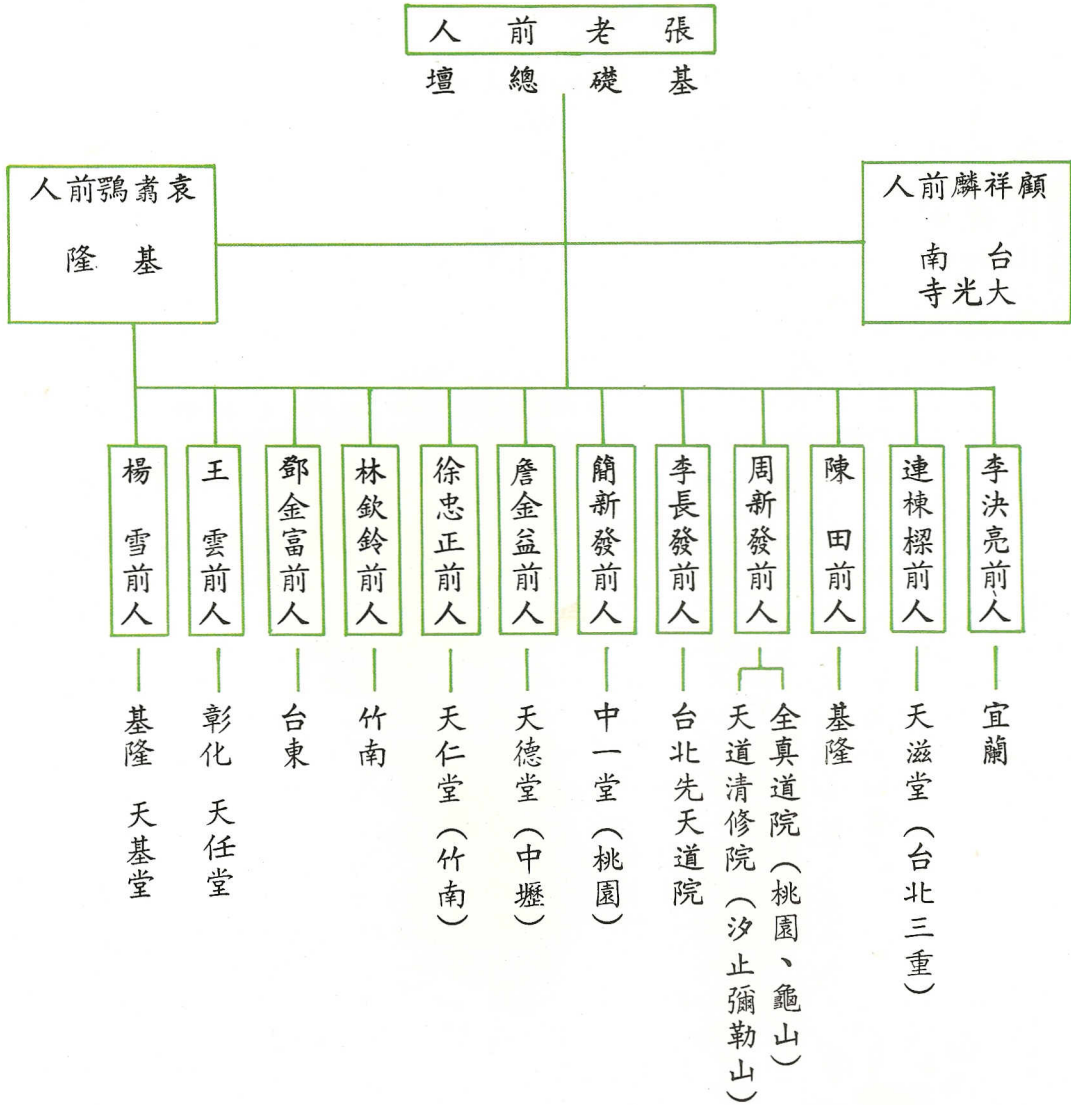 張老前人
基礎總壇
顧祥麟前人
台南
大光寺
袁翥鶚前人
基隆
李決亮前人
宜蘭
連棟樑前人
天滋堂(台北三重)
陳 田前人
基隆
周新發前人
全真道院(桃園、龜山)
天道清修院(汐止彌勒山)
李長發前人
台北先天道院
簡新發前人
中一堂(桃園)
詹金益前人
天德堂(中壢)
徐忠正前人
天仁堂(竹南)
林欽鈴前人
竹南
鄧金富前人
台東
王 雲前人
彰化 天任堂
楊 雪前人
基隆 天基堂